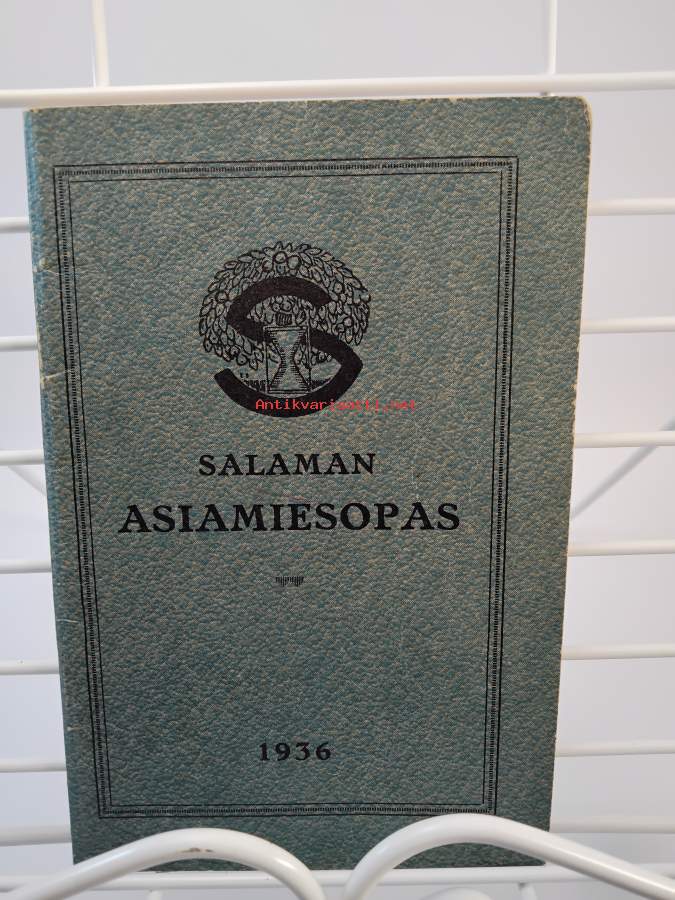 S
Antikvariaatti.net
SALAMAN
ASIAMIESOPAS
1936